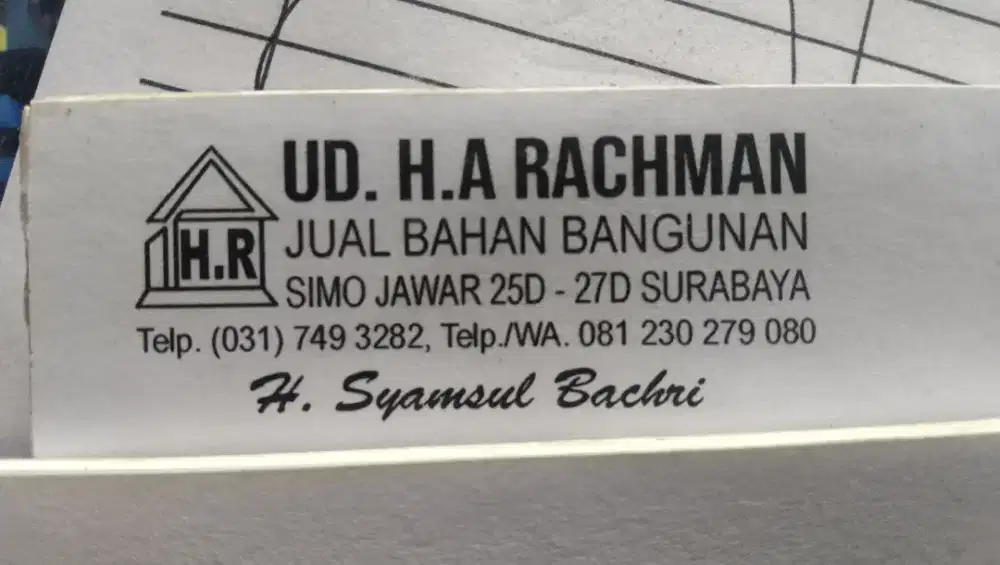 UD. H.A RACHMAN
H.R
JUAL BAHAN BANGUNAN
SIMO JAWAR 25D - 27D SURABAYA
Telp. (031) 749 3282, Telp./WA. 081 230 279 080
H. Syamsul Bachri